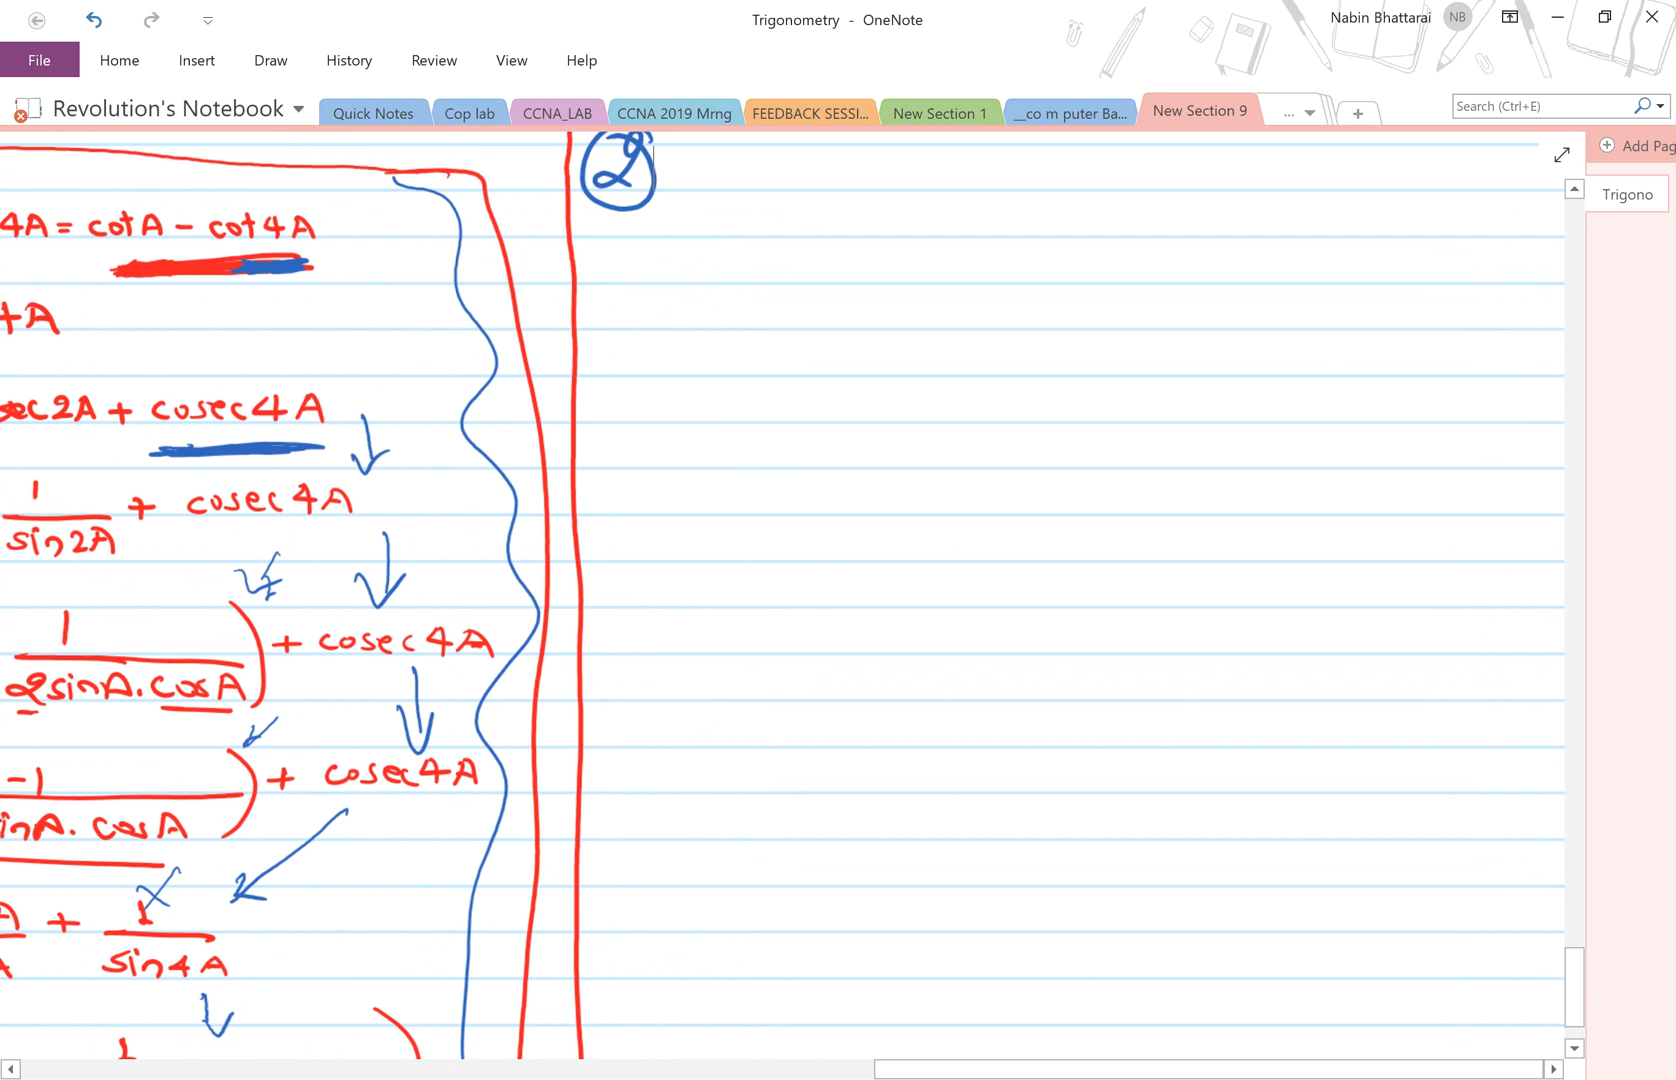 Trigonometry - OneNote
Nabin Bhattarai NB
File Home Insert Draw History Review View Help
Revolution's Notebook
Quick Notes Cop lab CCNA_LAB CCNA 2019 Mrng FEEDBACK SESSI... New Section 1 __co m puter Ba... New Section 9 ...
Search (Ctrl+E)
Add Pag
Trigono
2
4A = cotA - cot4A
+A
sec2A + cosec4A
1
sin2A
+ cosec4A
1
2sinA.cosA
) + cosec4A
-1
inA. cosA
) + cosec4A
A
+ 1
sin4A
1